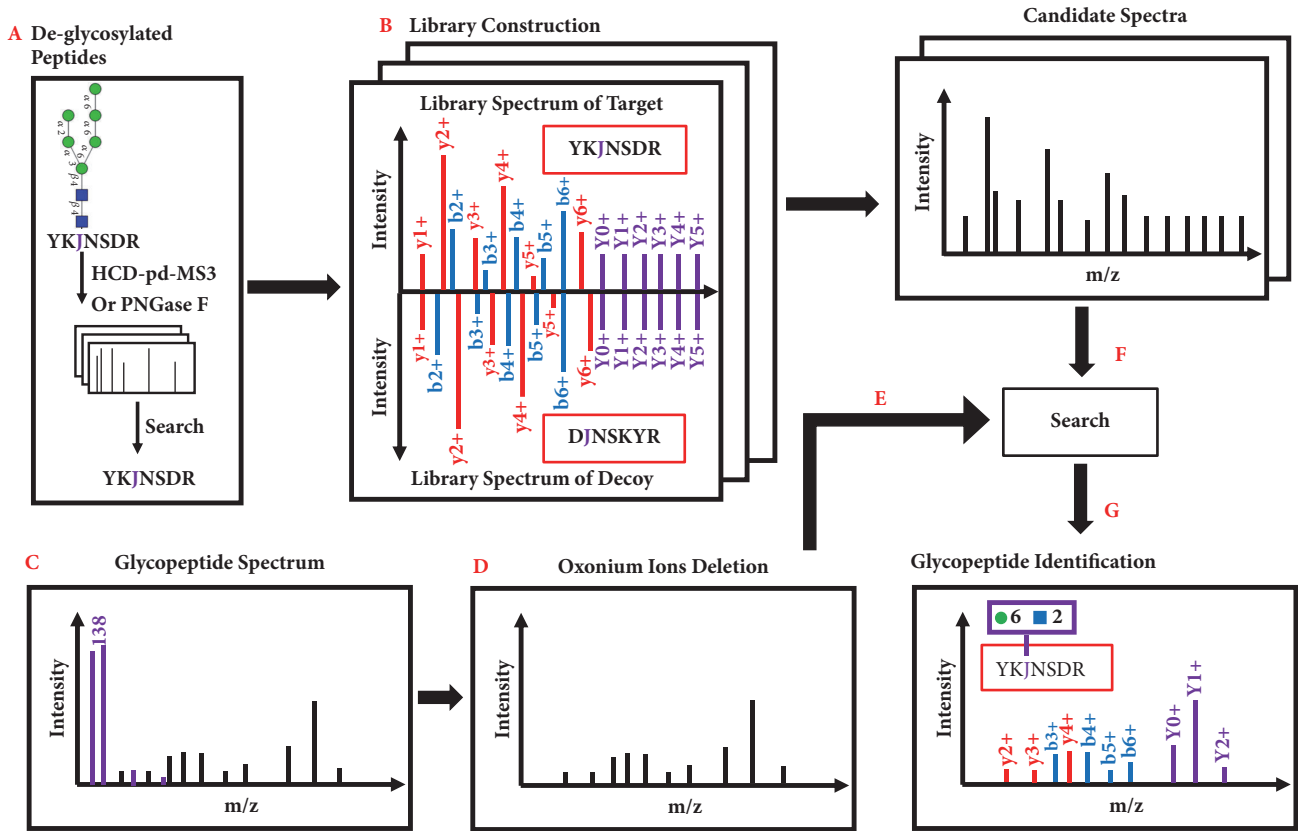 A De-glycosylated
Peptides
α 6
α 2
α 6
α 3
α 6
β 4
β 4
YKJNSDR
HCD-pd-MS3
Or PNGase F
Search
YKJNSDR
B Library Construction
Library Spectrum of Target
YKJNSDR
Intensity
y1+
y2+
b2+
y3+
b3+
y4+
b4+
y5+
b5+
b6+
y6+
Y0+
Y1+
Y2+
Y3+
Y4+
Y5+
Intensity
y1+
b2+
y2+
b3+
y3+
b4+
y4+
b5+
y5+
b6+
y6+
Y0+
Y1+
Y2+
Y3+
Y4+
Y5+
DJNSKYR
Library Spectrum of Decoy
Candidate Spectra
Intensity
m/z
F
E
Search
G
C Glycopeptide Spectrum
Intensity
138
m/z
D Oxonium Ions Deletion
Intensity
m/z
Glycopeptide Identification
6 2
YKJNSDR
Intensity
y2+
y3+
b3+
y4+
b4+
b5+
b6+
Y0+
Y1+
Y2+
m/z